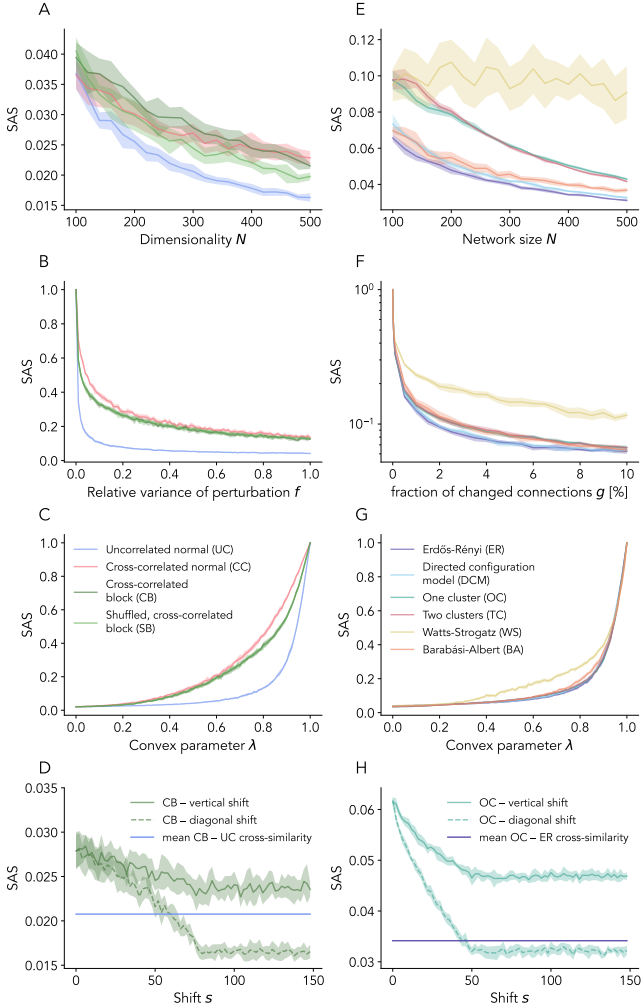 A
0.040
0.035
0.030
0.025
0.020
0.015
SAS
100
200
300
400
500
Dimensionality N
E
0.12
0.10
0.08
0.06
0.04
SAS
100
200
300
400
500
Network size N
B
1.0
0.8
0.6
0.4
0.2
0.0
SAS
0.0
0.2
0.4
0.6
0.8
1.0
Relative variance of perturbation f
F
10⁰
10⁻¹
SAS
0
2
4
6
8
10
fraction of changed connections g [%]
C
1.0
0.8
0.6
0.4
0.2
0.0
SAS
Uncorrelated normal (UC)
Cross-correlated normal (CC)
Cross-correlated
block (CB)
Shuffled, cross-correlated
block (SB)
0.0
0.2
0.4
0.6
0.8
1.0
Convex parameter λ
G
1.0
0.8
0.6
0.4
0.2
0.0
SAS
Erdős-Rényi (ER)
Directed configuration
model (DCM)
One cluster (OC)
Two clusters (TC)
Watts-Strogatz (WS)
Barabási-Albert (BA)
0.0
0.2
0.4
0.6
0.8
1.0
Convex parameter λ
D
0.035
0.030
0.025
0.020
0.015
SAS
CB – vertical shift
CB – diagonal shift
mean CB – UC cross-similarity
0
50
100
150
Shift s
H
0.06
0.05
0.04
0.03
SAS
OC – vertical shift
OC – diagonal shift
mean OC – ER cross-similarity
0
50
100
150
Shift s